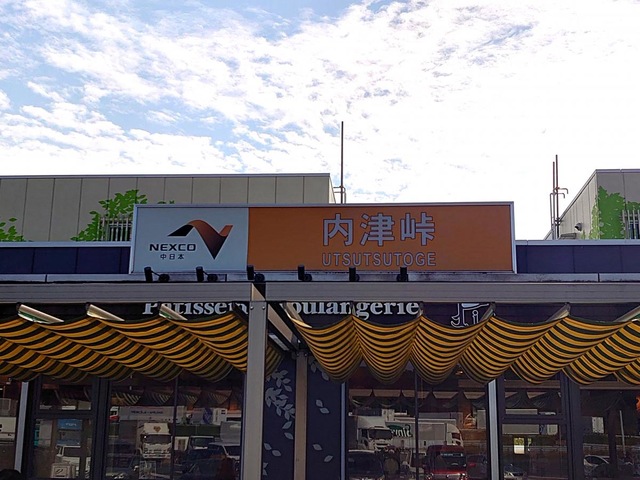 NEXCO
中日本
内津峠
UTSUTSUTOGE
Patisserie Boulangerie